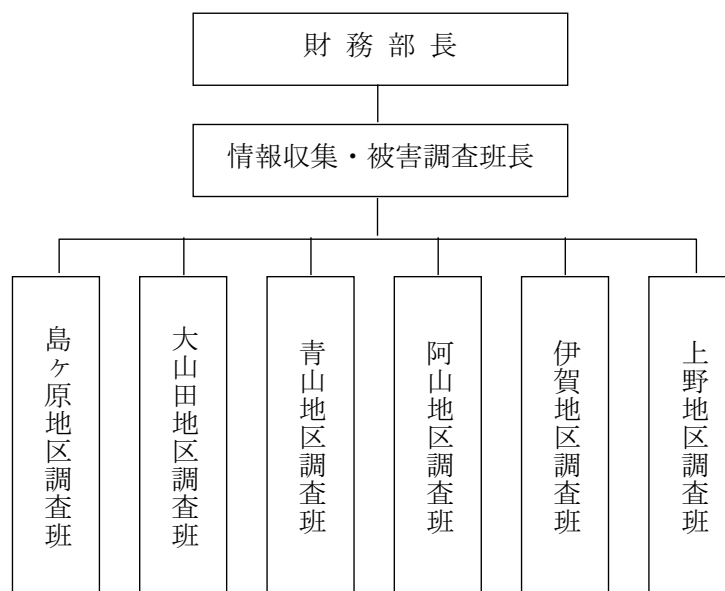 財務部長
情報収集・被害調査班長
島ヶ原地区調査班
大山田地区調査班
青山地区調査班
阿山地区調査班
伊賀地区調査班
上野地区調査班